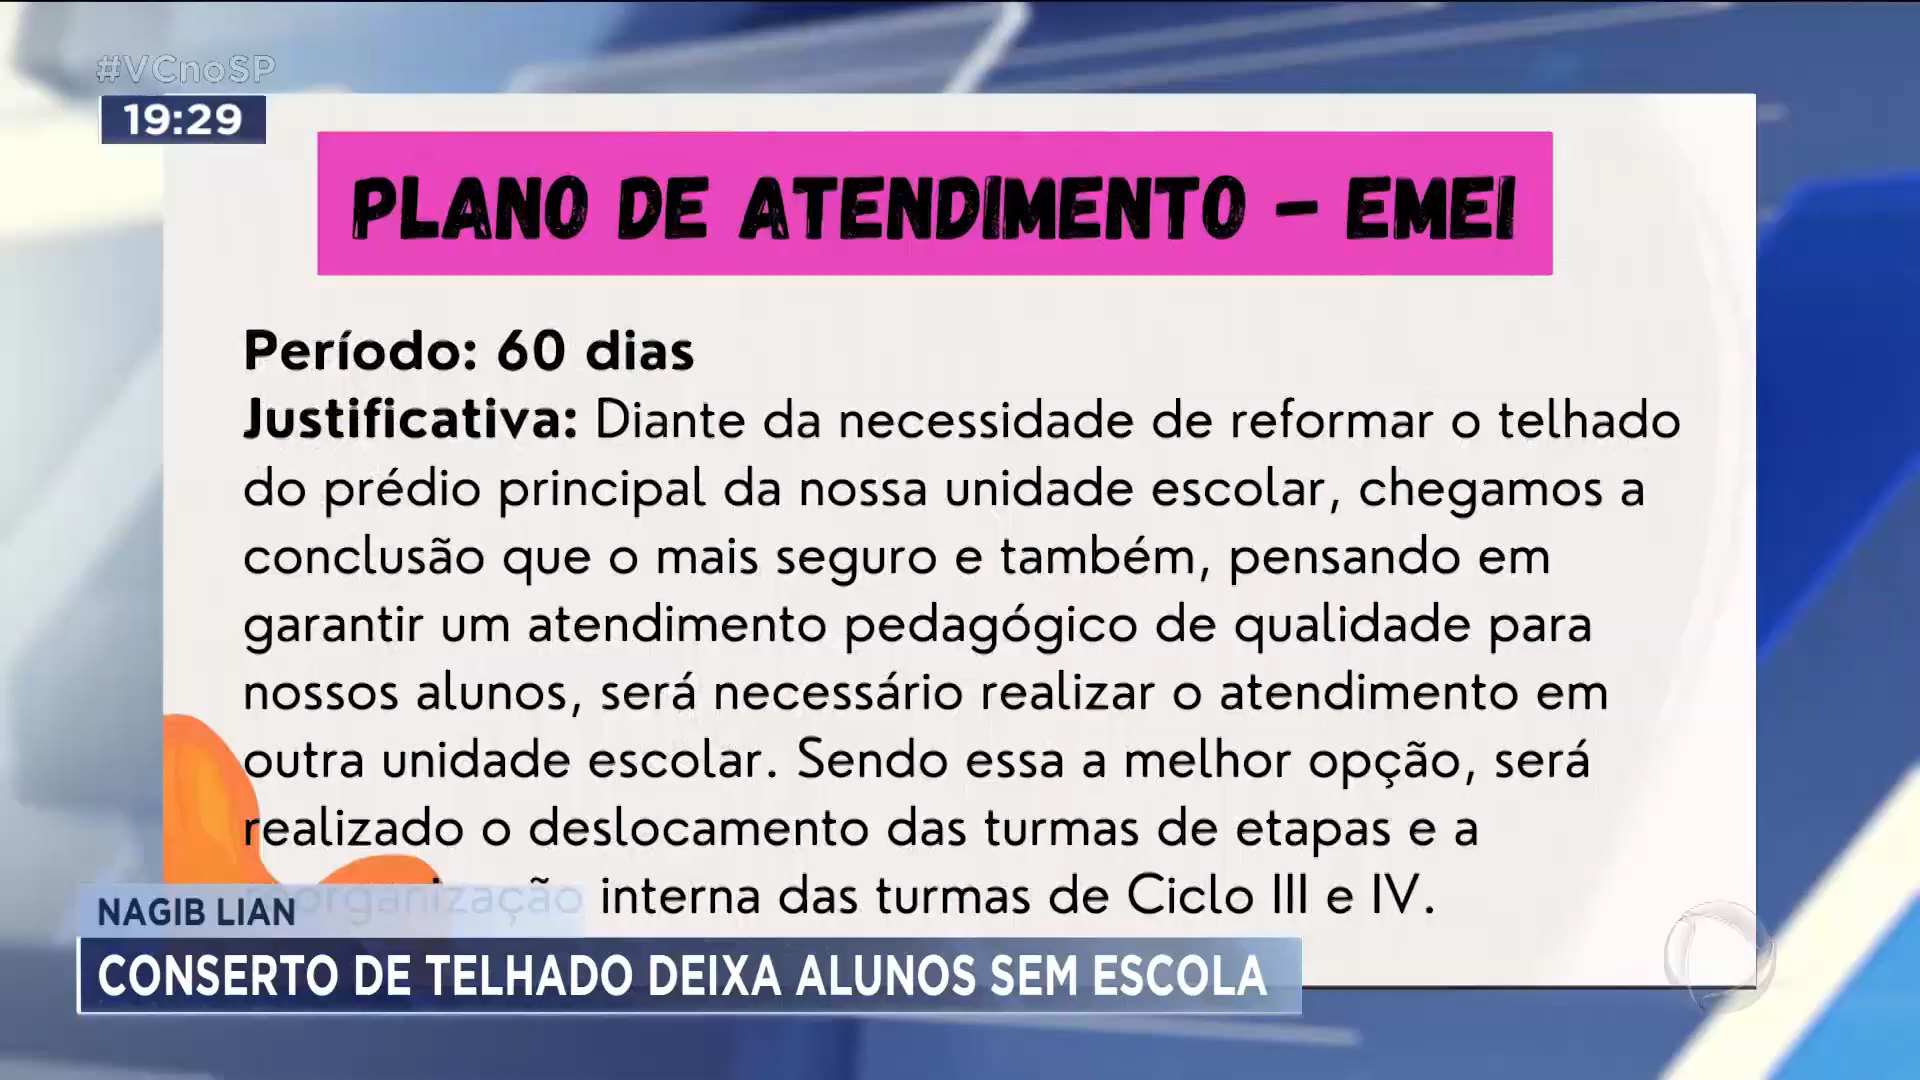 #VCnoSP
19:29
PLANO DE ATENDIMENTO - EMEI
Período: 60 dias
Justificativa: Diante da necessidade de reformar o telhado
do prédio principal da nossa unidade escolar, chegamos a
conclusão que o mais seguro e também, pensando em
garantir um atendimento pedagógico de qualidade para
nossos alunos, será necessário realizar o atendimento em
outra unidade escolar. Sendo essa a melhor opção, será
realizado o deslocamento das turmas de etapas e a
reorganização interna das turmas de Ciclo III e IV.
NAGIB LIAN
CONSERTO DE TELHADO DEIXA ALUNOS SEM ESCOLA